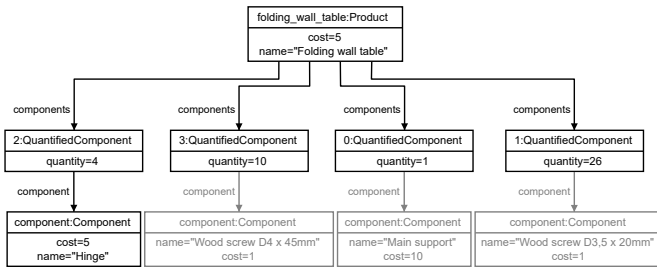 folding_wall_table:Product
cost=5
name="Folding wall table"
components
components
components
components
2:QuantifiedComponent
quantity=4
3:QuantifiedComponent
quantity=10
0:QuantifiedComponent
quantity=1
1:QuantifiedComponent
quantity=26
component
component
component
component
component:Component
cost=5
name="Hinge"
component:Component
name="Wood screw D4 x 45mm"
cost=1
component:Component
name="Main support"
cost=10
component:Component
name="Wood screw D3,5 x 20mm"
cost=1